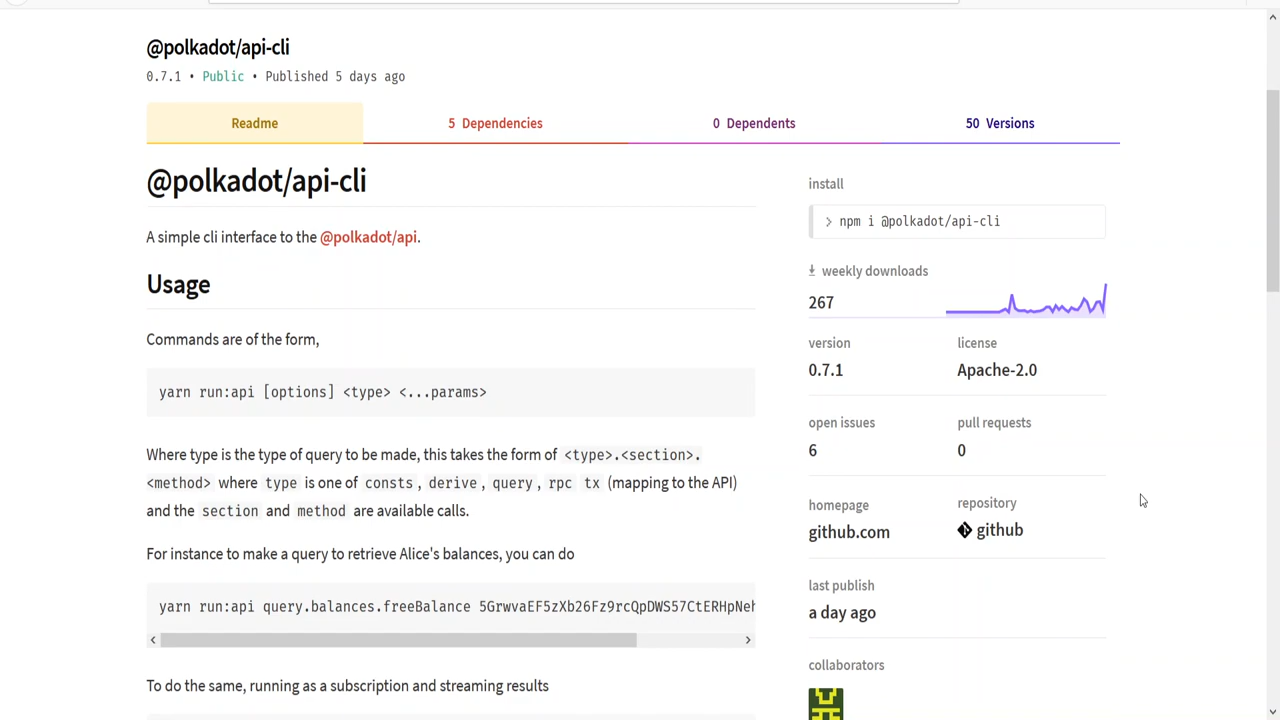 @polkadot/api-cli
0.7.1 • Public • Published 5 days ago
Readme
5 Dependencies
0 Dependents
50 Versions
@polkadot/api-cli
A simple cli interface to the @polkadot/api.
Usage
Commands are of the form,
yarn run:api [options] <type> <...params>
Where type is the type of query to be made, this takes the form of <type>.<section>.
<method> where type is one of consts, derive, query, rpc tx (mapping to the API)
and the section and method are available calls.
For instance to make a query to retrieve Alice's balances, you can do
yarn run:api query.balances.freeBalance 5GrwvaEF5zXb26Fz9rcQpDWS57CtERHpNeh
To do the same, running as a subscription and streaming results
install
> npm i @polkadot/api-cli
weekly downloads
267
version
license
0.7.1
Apache-2.0
open issues
pull requests
6
0
homepage
repository
github.com
github
last publish
a day ago
collaborators